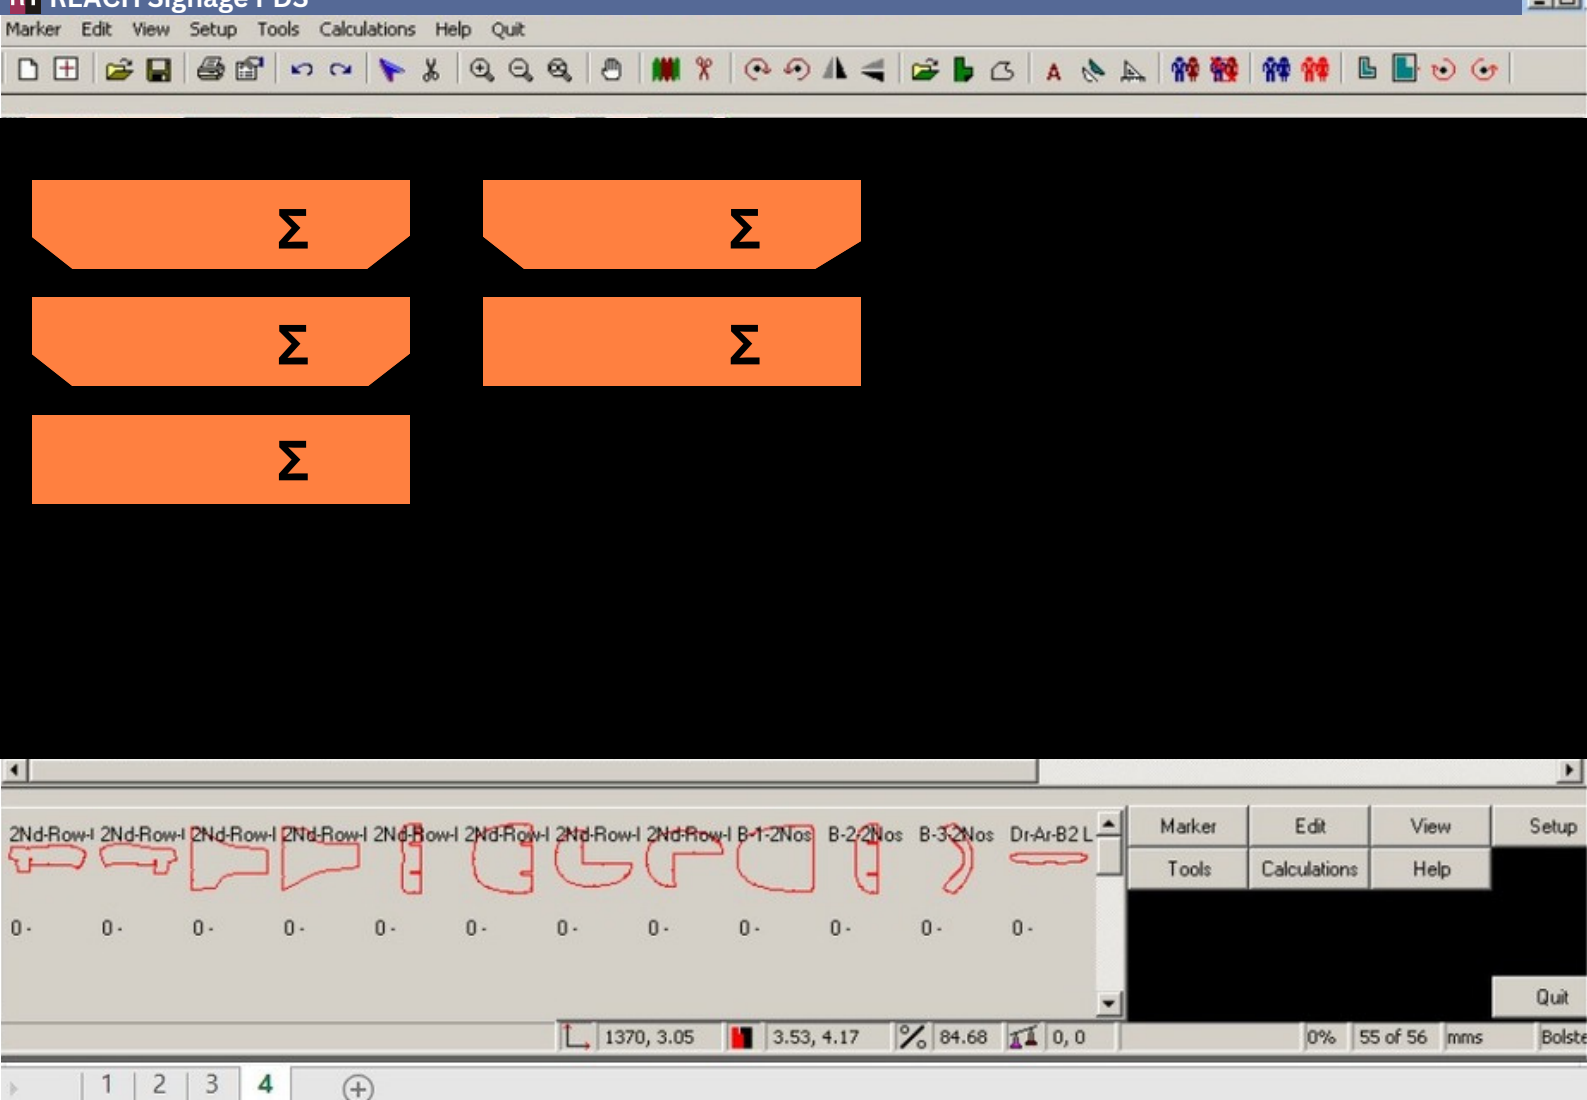 REACH Signage PDS
Marker Edit View Setup Tools Calculations Help Quit
A
Σ Σ
Σ Σ
Σ
2Nd-Row-I 2Nd-Row-I 2Nd-Row-I 2Nd-Row-I 2Nd-Row-I 2Nd-Row-I 2Nd-Row-I 2Nd-Row-I B-1-2Nos B-2-2Nos B-3-2Nos Dr-Ar-B2 L
0 - 0 - 0 - 0 - 0 - 0 - 0 - 0 - 0 - 0 - 0 - 0 -
Marker Edit View Setup
Tools Calculations Help
Quit
1370, 3.05 3.53, 4.17 84.68 0, 0 0% 55 of 56 mms Bolste
1 2 3 4